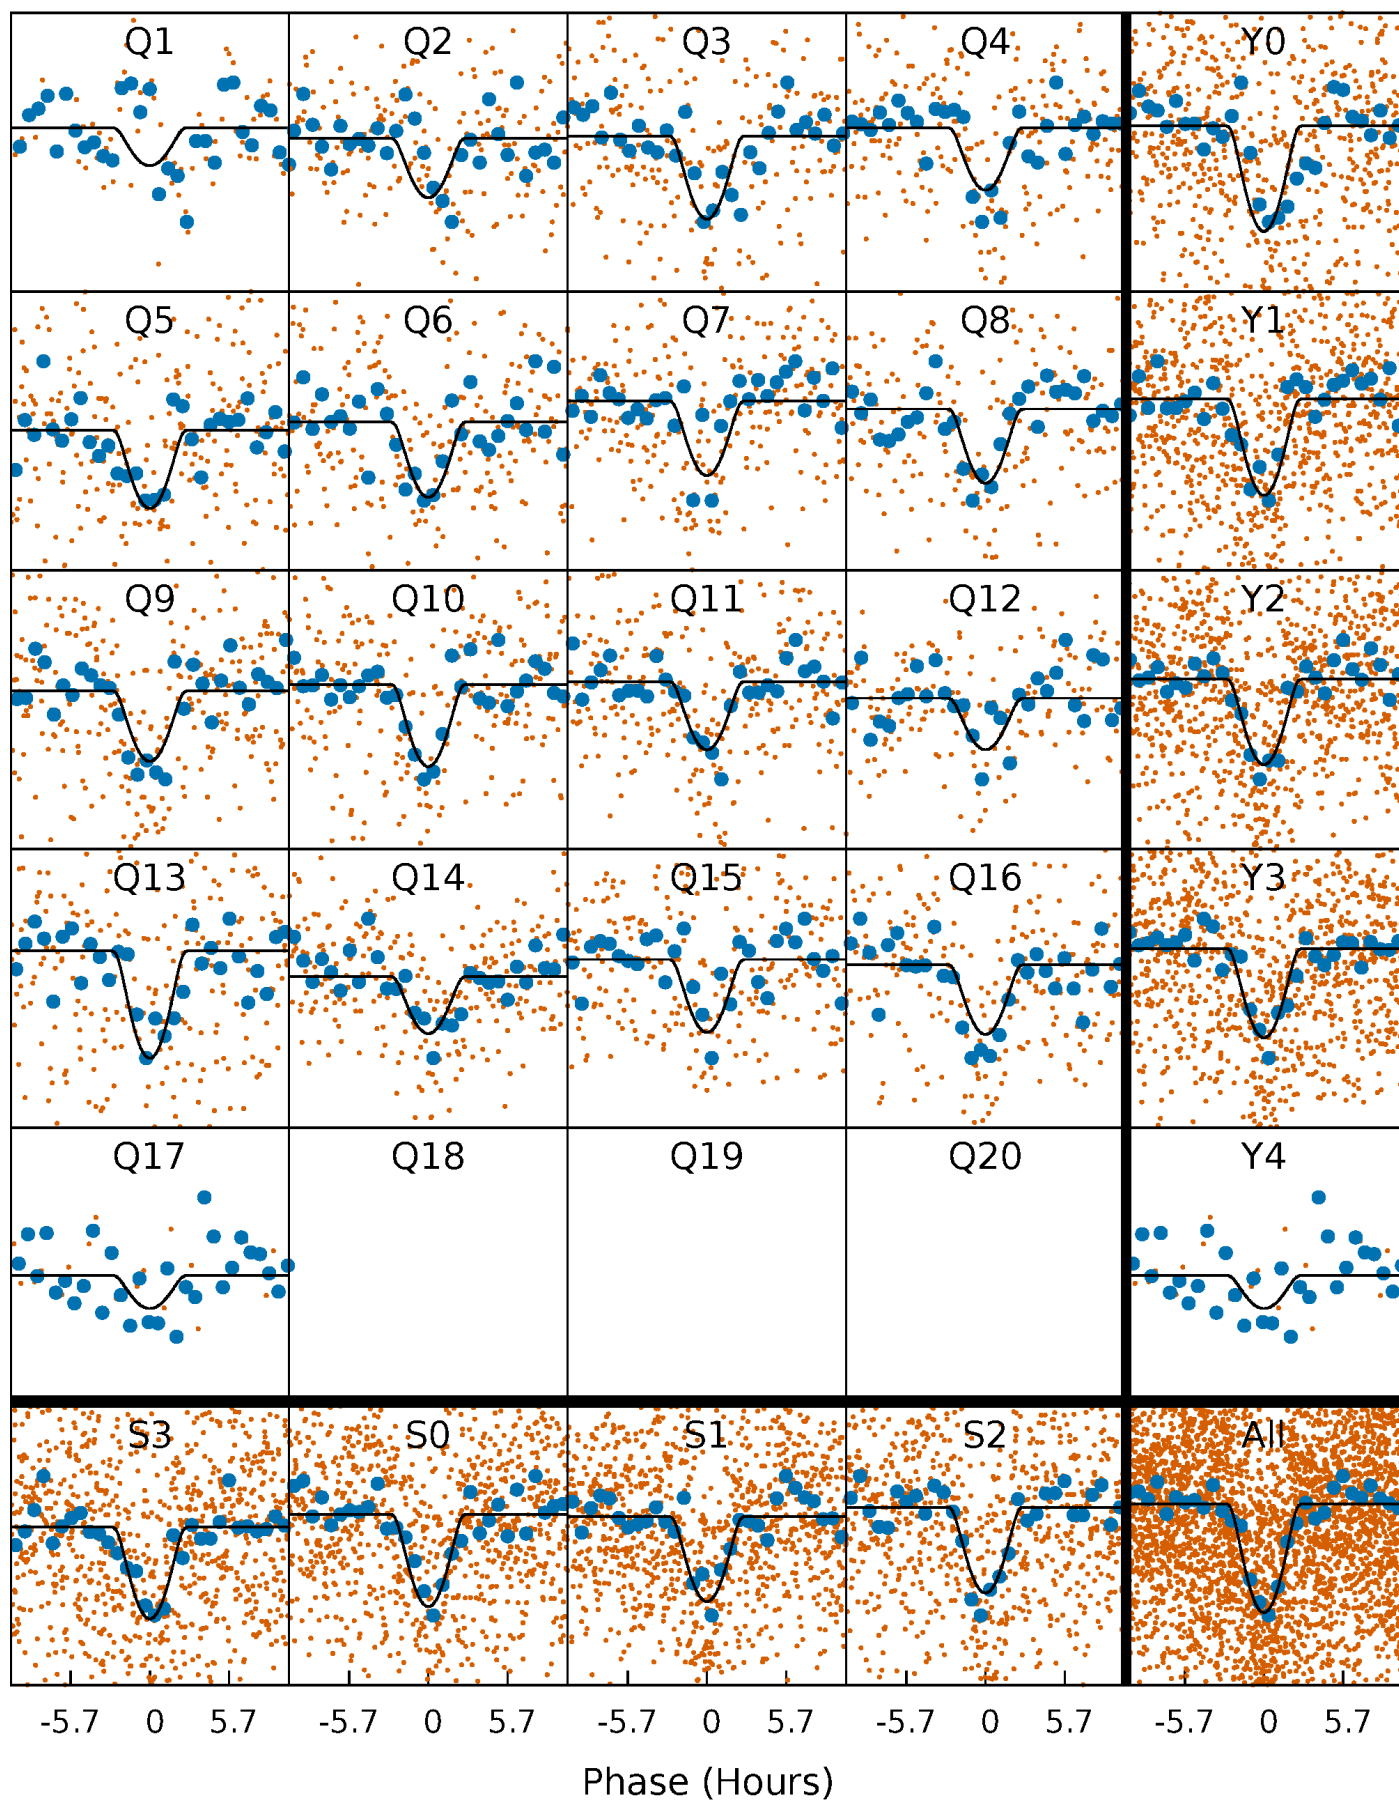 Q1 Q2 Q3 Q4 Y0
Q5 Q6 Q7 Q8 Y1
Q9 Q10 Q11 Q12 Y2
Q13 Q14 Q15 Q16 Y3
Q17 Q18 Q19 Q20 Y4
S3 S0 S1 S2 All
-5.7 0 5.7 -5.7 0 5.7 -5.7 0 5.7 -5.7 0 5.7 -5.7 0 5.7
Phase (Hours)